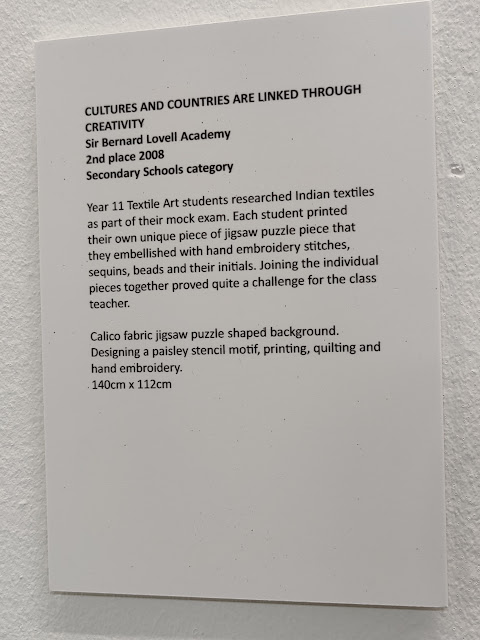 CULTURES AND COUNTRIES ARE LINKED THROUGH
CREATIVITY
Sir Bernard Lovell Academy
2nd place 2008
Secondary Schools category
Year 11 Textile Art students researched Indian textiles
as part of their mock exam. Each student printed
their own unique piece of jigsaw puzzle piece that
they embellished with hand embroidery stitches,
sequins, beads and their initials. Joining the individual
pieces together proved quite a challenge for the class
teacher.
Calico fabric jigsaw puzzle shaped background.
Designing a paisley stencil motif, printing, quilting and
hand embroidery.
140cm x 112cm